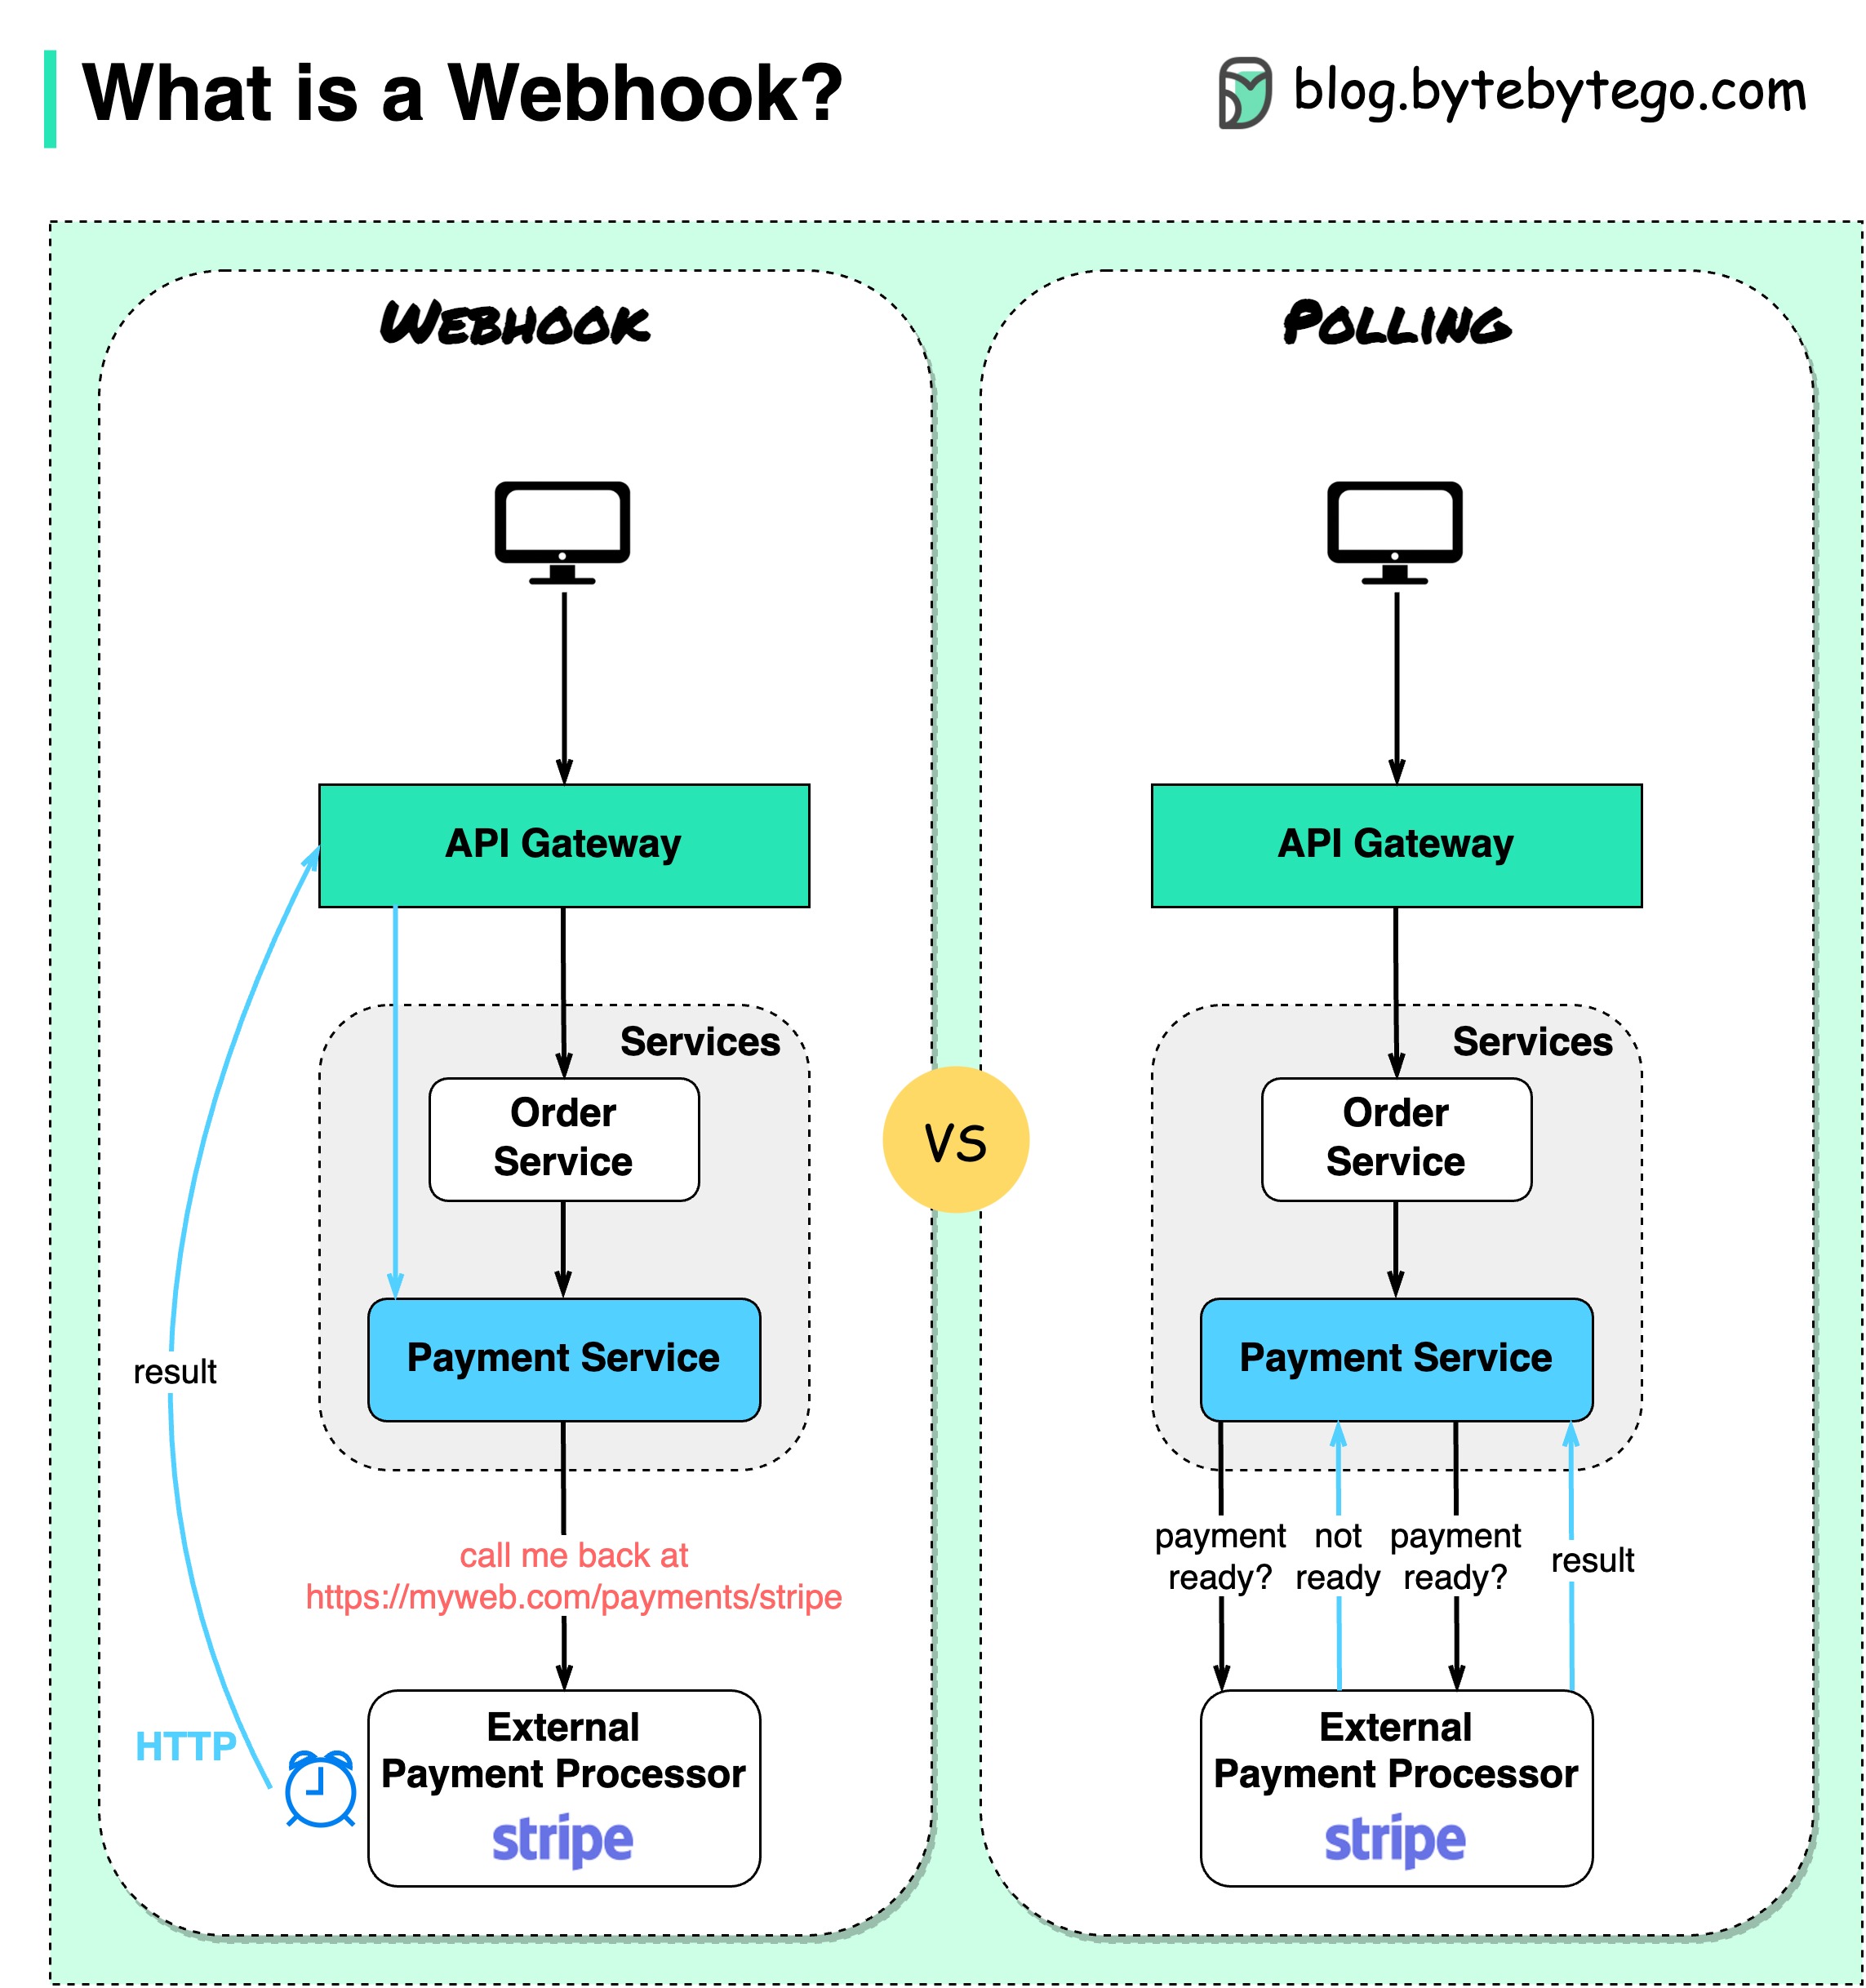 What is a Webhook?
blog.bytebytego.com
WEBHOOK
API Gateway
Services
Order
Service
Payment Service
result
call me back at
https://myweb.com/payments/stripe
HTTP
External
Payment Processor
stripe
VS
POLLING
API Gateway
Services
Order
Service
Payment Service
payment
ready?
not
ready
payment
ready?
result
External
Payment Processor
stripe